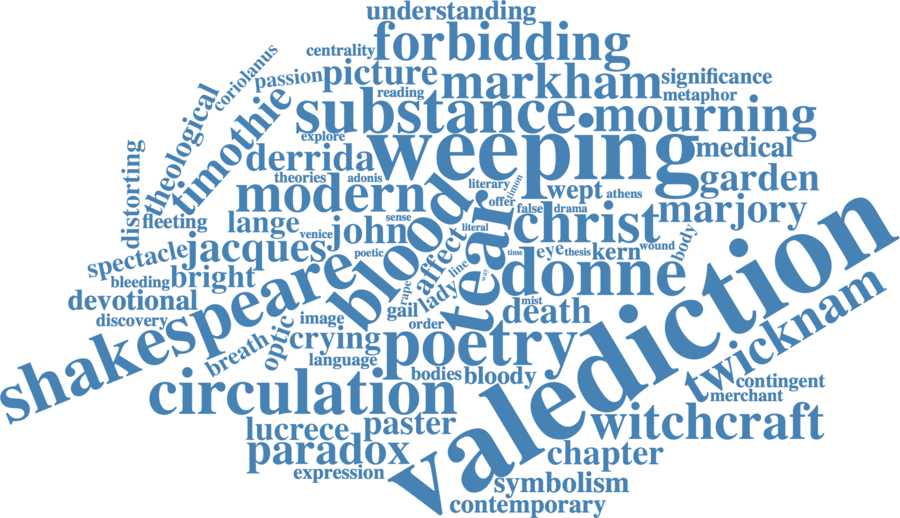 understanding
forbidding
centrality
coriolanus
passion
picture
markham
significance
reading
metaphor
theological
timothie
substance
mourning
explore
weeping
medical
distorting
derrida
theories
adonis
literary
timon
wept
athens
garden
modern
blood
offer
false
drama
christ
marjory
fleeting
lange
venice
john
sense
tear
literal
body
spectacle
jacques
poetic
affect
line
way
time
eye
thesis
kern
wound
bleeding
bright
shakespeare
rape
lady
donne
valediction
devotional
discovery
image
gail
order
mist
death
twicknam
breath
optic
crying
language
poetry
bodies
bloody
contingent
merchant
circulation
witchcraft
lucrece
paster
paradox
chapter
expression
symbolism
contemporary